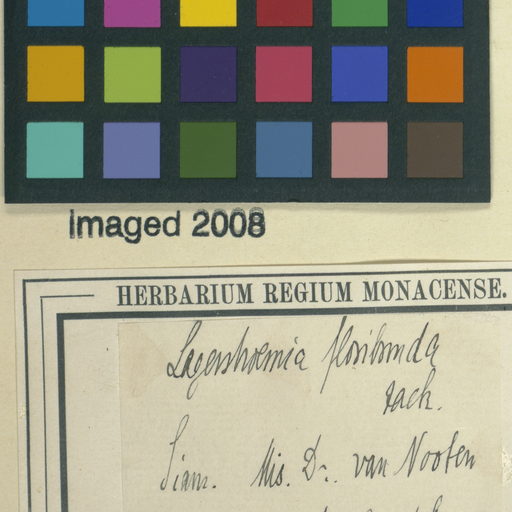 Imaged 2008
HERBARIUM REGIUM MONACENSE.
Lagerstroemia floribunda
Jack.
Siam. Mis. Dr. van Nooten